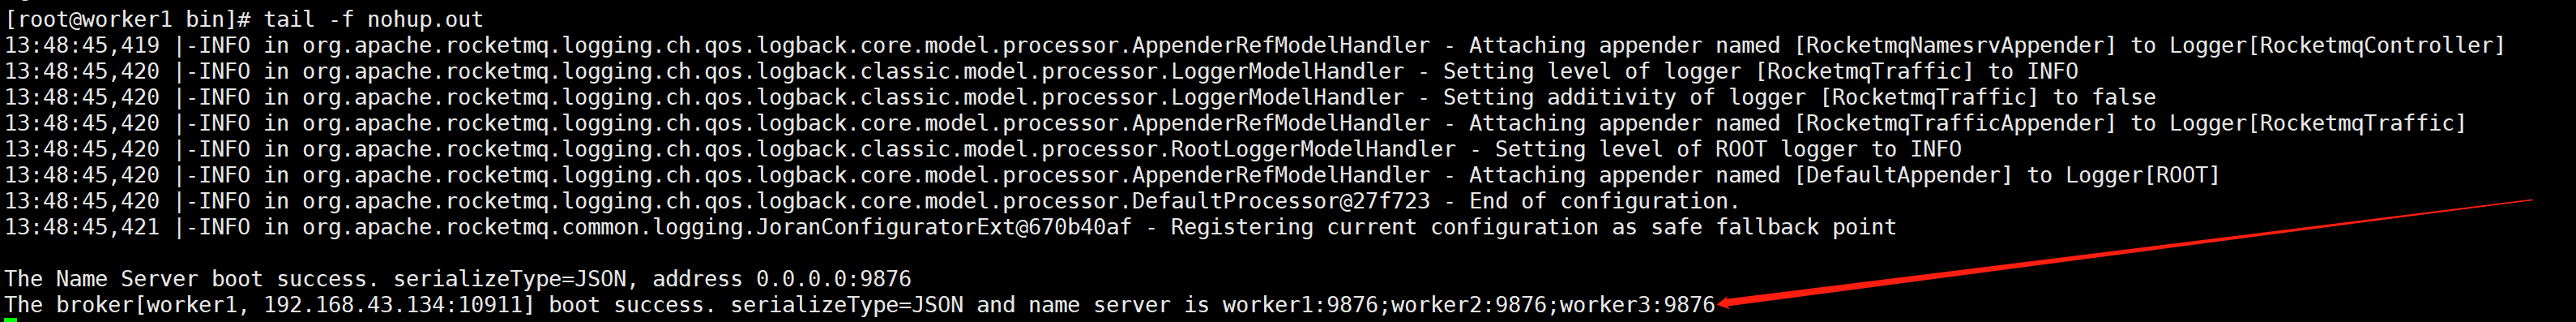 [root@worker1 bin]# tail -f nohup.out
13:48:45,419 |-INFO in org.apache.rocketmq.logging.ch.qos.logback.core.model.processor.AppenderRefModelHandler - Attaching appender named [RocketmqNamesrvAppender] to Logger[RocketmqController]
13:48:45,420 |-INFO in org.apache.rocketmq.logging.ch.qos.logback.classic.model.processor.LoggerModelHandler - Setting level of logger [RocketmqTraffic] to INFO
13:48:45,420 |-INFO in org.apache.rocketmq.logging.ch.qos.logback.classic.model.processor.LoggerModelHandler - Setting additivity of logger [RocketmqTraffic] to false
13:48:45,420 |-INFO in org.apache.rocketmq.logging.ch.qos.logback.core.model.processor.AppenderRefModelHandler - Attaching appender named [RocketmqTrafficAppender] to Logger[RocketmqTraffic]
13:48:45,420 |-INFO in org.apache.rocketmq.logging.ch.qos.logback.classic.model.processor.RootLoggerModelHandler - Setting level of ROOT logger to INFO
13:48:45,420 |-INFO in org.apache.rocketmq.logging.ch.qos.logback.core.model.processor.AppenderRefModelHandler - Attaching appender named [DefaultAppender] to Logger[ROOT]
13:48:45,420 |-INFO in org.apache.rocketmq.logging.ch.qos.logback.core.model.processor.DefaultProcessor@27f723 - End of configuration.
13:48:45,421 |-INFO in org.apache.rocketmq.common.logging.JoranConfiguratorExt@670b40af - Registering current configuration as safe fallback point
The Name Server boot success. serializeType=JSON, address 0.0.0.0:9876
The broker[worker1, 192.168.43.134:10911] boot success. serializeType=JSON and name server is worker1:9876;worker2:9876;worker3:9876